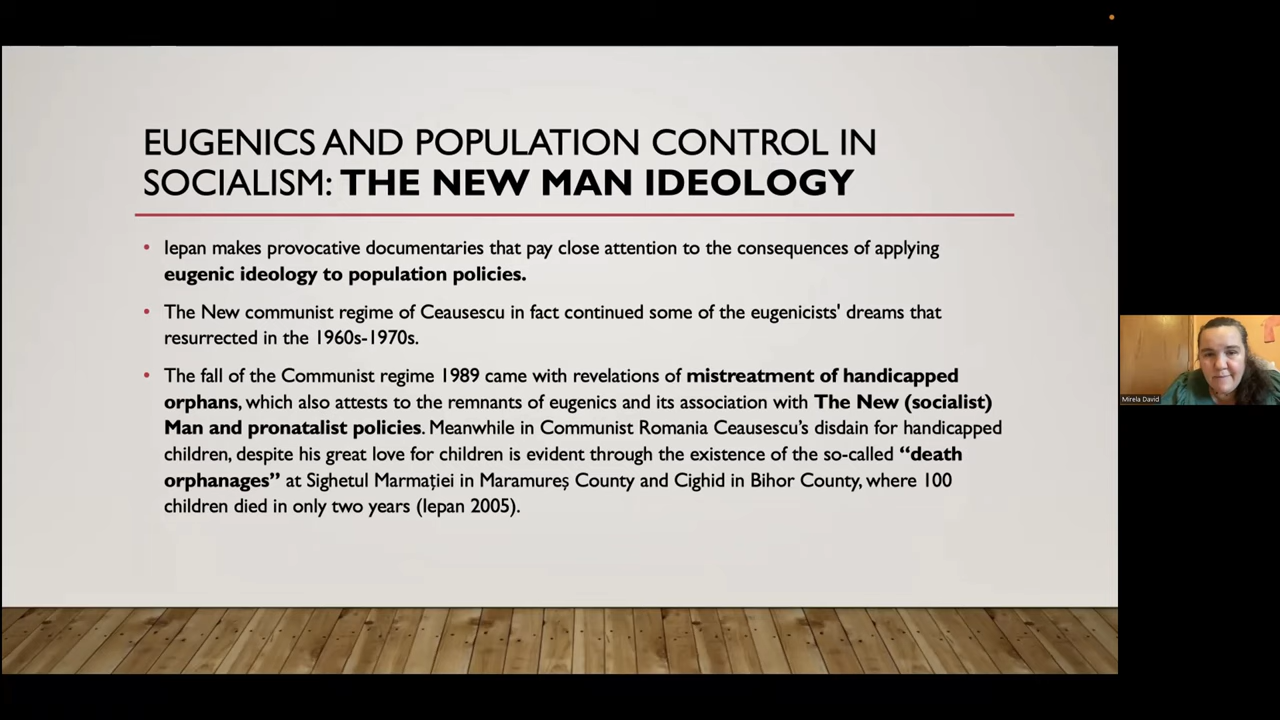 EUGENICS AND POPULATION CONTROL IN
SOCIALISM: THE NEW MAN IDEOLOGY
• Iepan makes provocative documentaries that pay close attention to the consequences of applying
eugenic ideology to population policies.
• The New communist regime of Ceausescu in fact continued some of the eugenicists' dreams that
resurrected in the 1960s-1970s.
• The fall of the Communist regime 1989 came with revelations of mistreatment of handicapped
orphans, which also attests to the remnants of eugenics and its association with The New (socialist)
Man and pronatalist policies. Meanwhile in Communist Romania Ceausescu’s disdain for handicapped
children, despite his great love for children is evident through the existence of the so-called “death
orphanages” at Sighetul Marmației in Maramureș County and Cighid in Bihor County, where 100
children died in only two years (Iepan 2005).
Mirela David